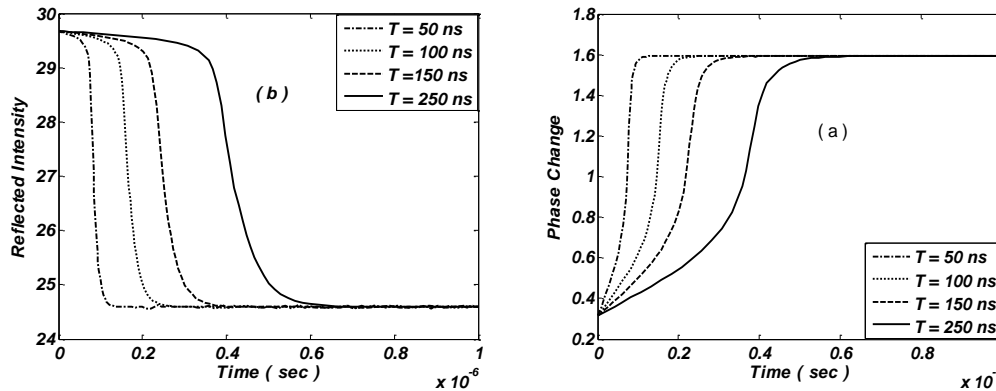 30
29
28
27
26
25
24
0
0.2
0.4
0.6
0.8
1
x 10-6
Time ( sec )
Reflected Intensity
( b )
T = 50 ns
T = 100 ns
T =150 ns
T = 250 ns
1.8
1.6
1.4
1.2
1
0.8
0.6
0.4
0.2
0
0.2
0.4
0.6
0.8
Time ( sec )
Phase Change
( a )
T = 50 ns
T = 100 ns
T = 150 ns
T = 250 ns